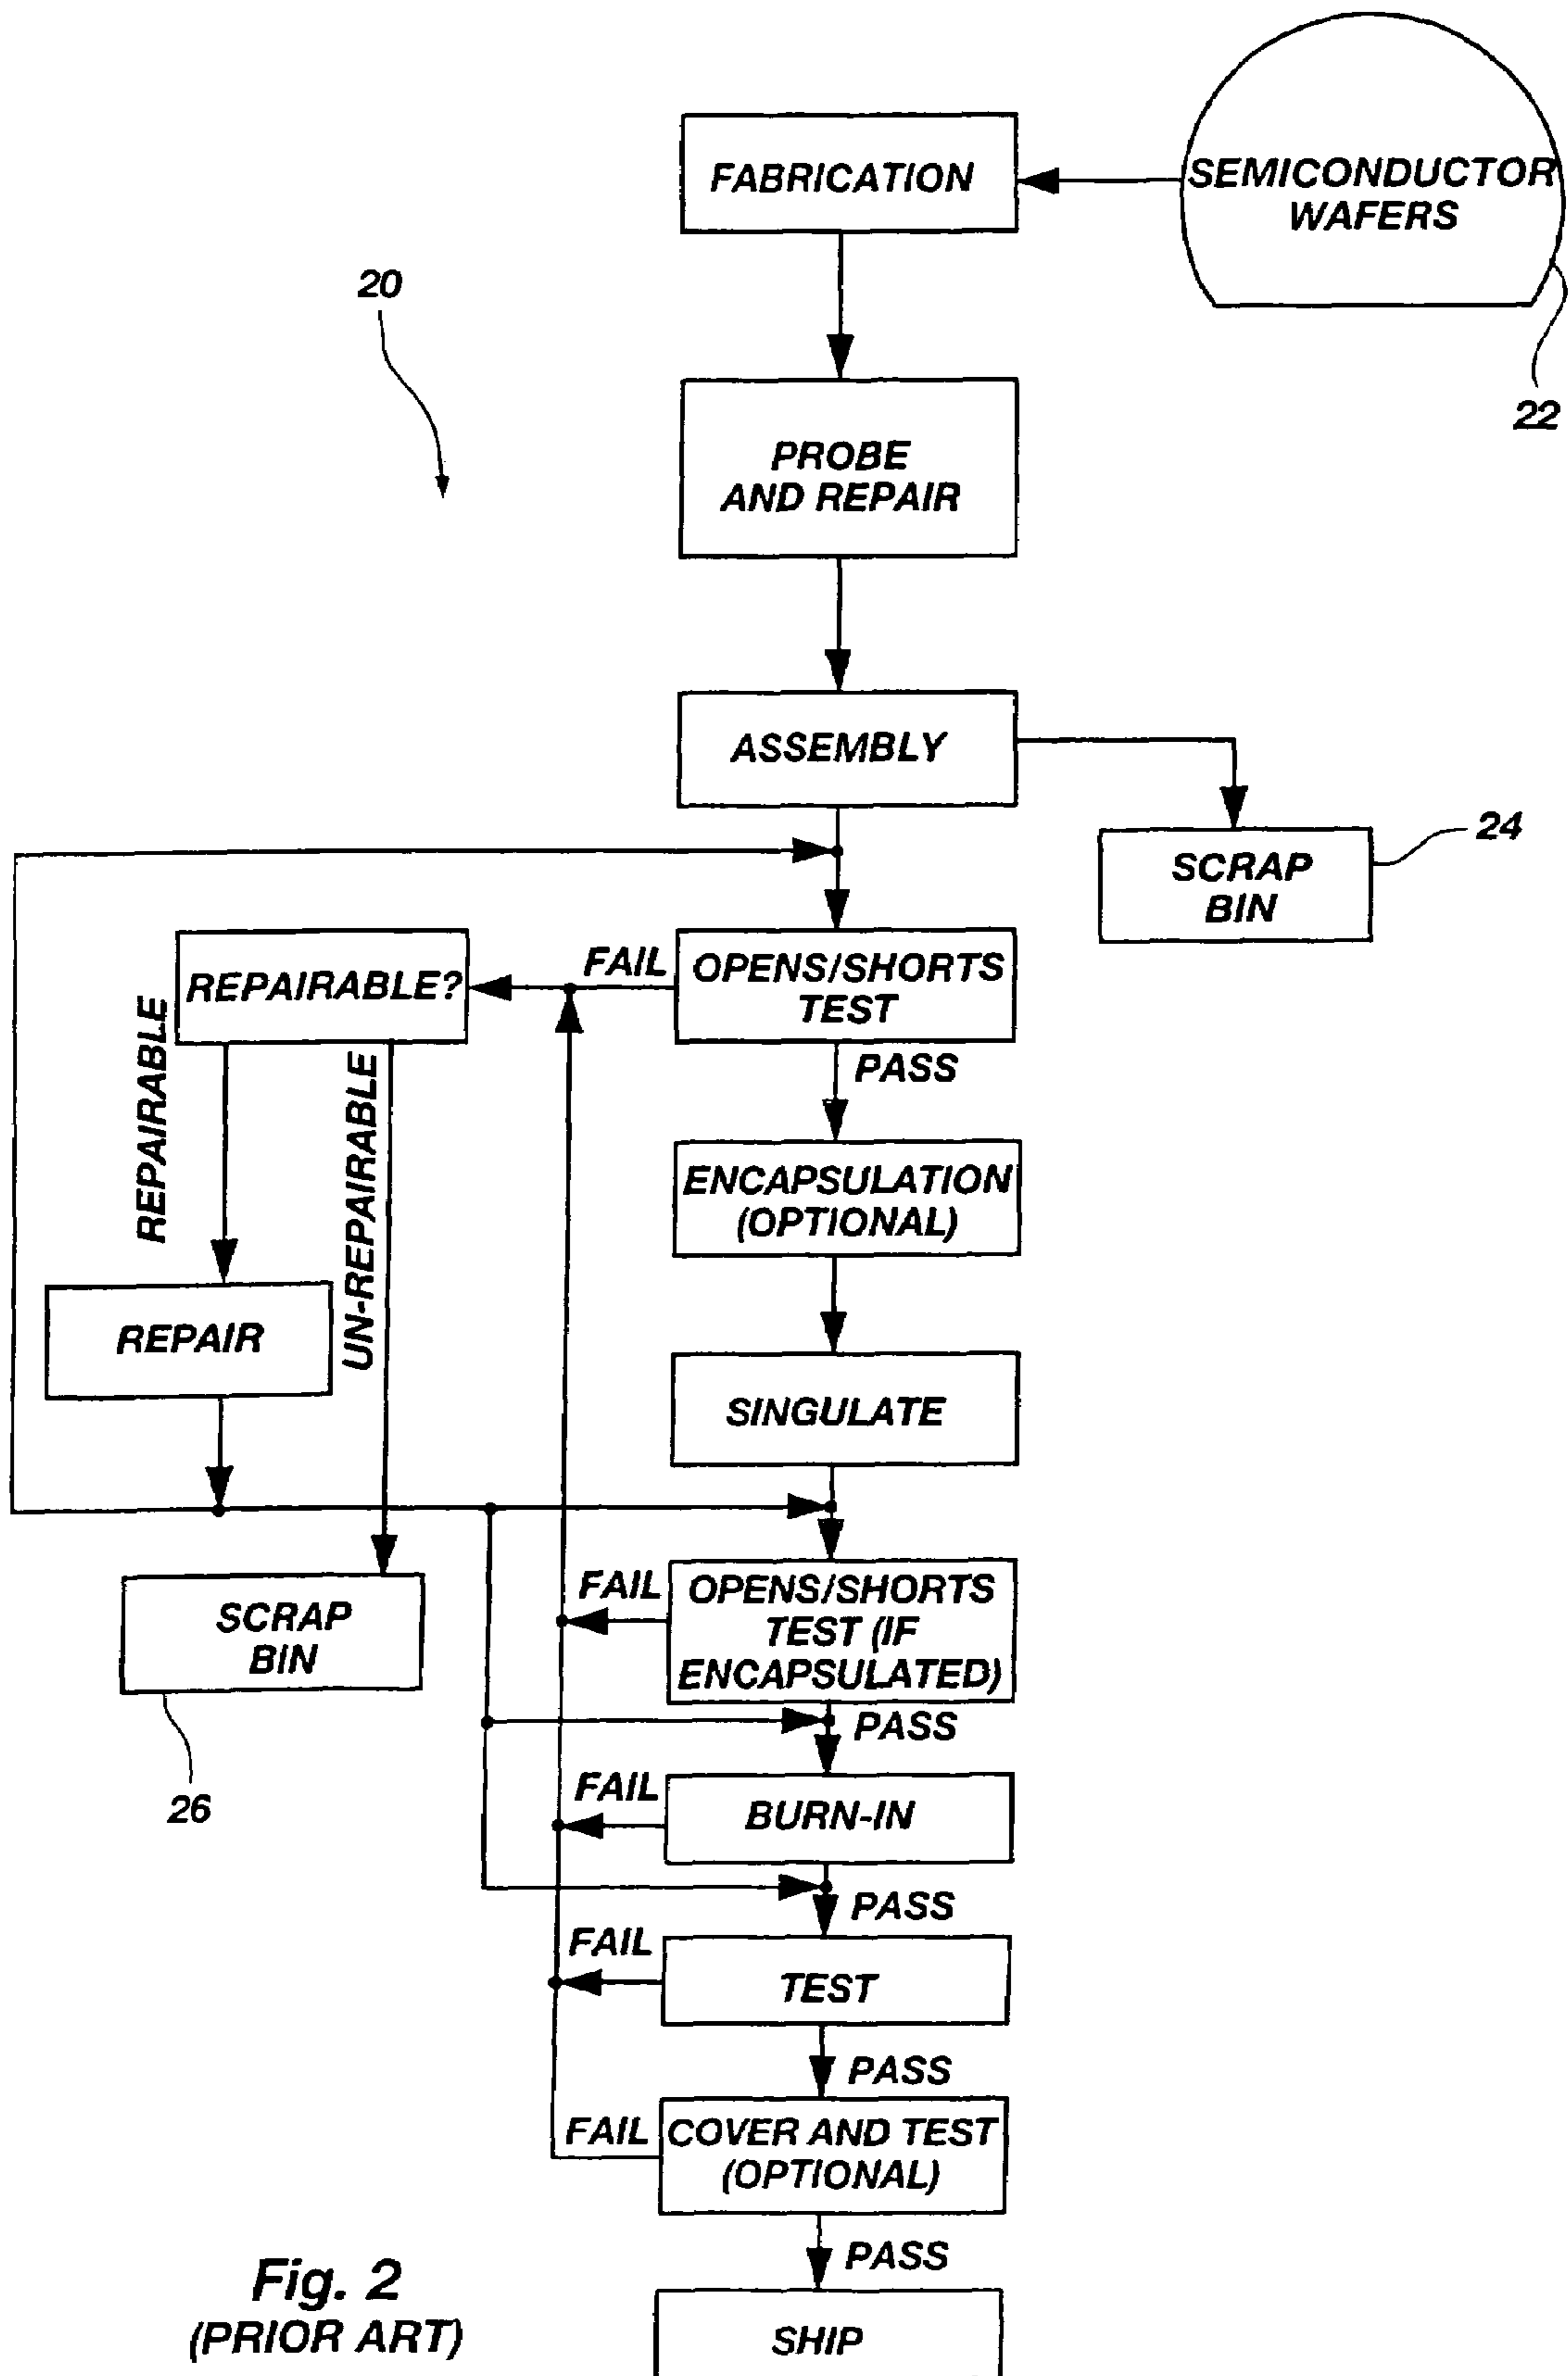 FABRICATION
SEMICONDUCTOR
WAFERS
20
22
PROBE
AND REPAIR
ASSEMBLY
24
SCRAP
BIN
REPAIRABLE?
FAIL
OPENS/SHORTS
TEST
PASS
REPAIRABLE
UN-REPAIRABLE
ENCAPSULATION
(OPTIONAL)
REPAIR
SINGULATE
SCRAP
BIN
26
FAIL
OPENS/SHORTS
TEST (IF
ENCAPSULATED)
PASS
FAIL
BURN-IN
PASS
FAIL
TEST
PASS
FAIL
COVER AND TEST
(OPTIONAL)
PASS
SHIP
Fig. 2
(PRIOR ART)